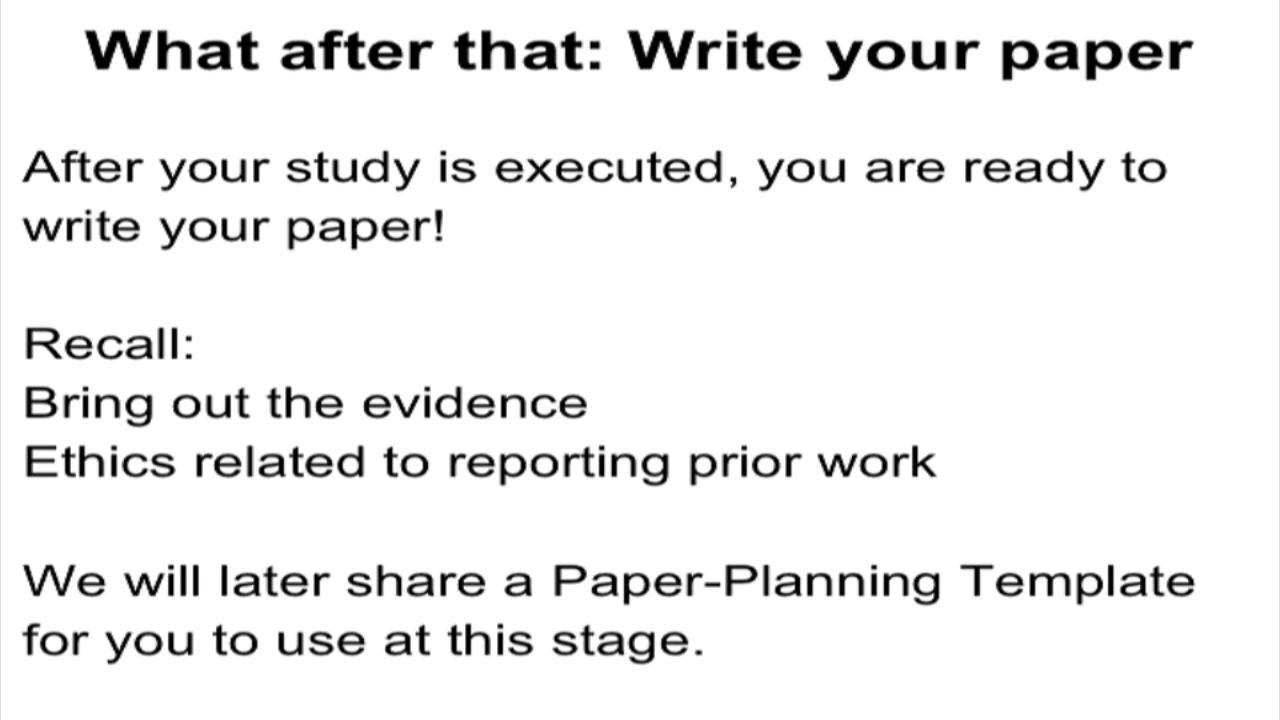 What after that: Write your paper
After your study is executed, you are ready to
write your paper!
Recall:
Bring out the evidence
Ethics related to reporting prior work
We will later share a Paper-Planning Template
for you to use at this stage.